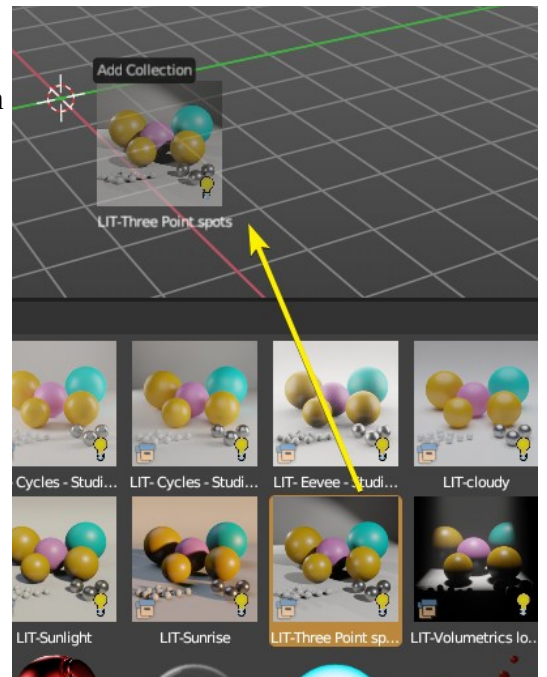 Add Collection
LIT-Three Point spots
Cycles - Studi...
LIT- Cycles - Studi...
LIT- Eevee - Studi...
LIT-cloudy
LIT-Sunlight
LIT-Sunrise
LIT-Three Point sp...
LIT-Volumetrics lo...